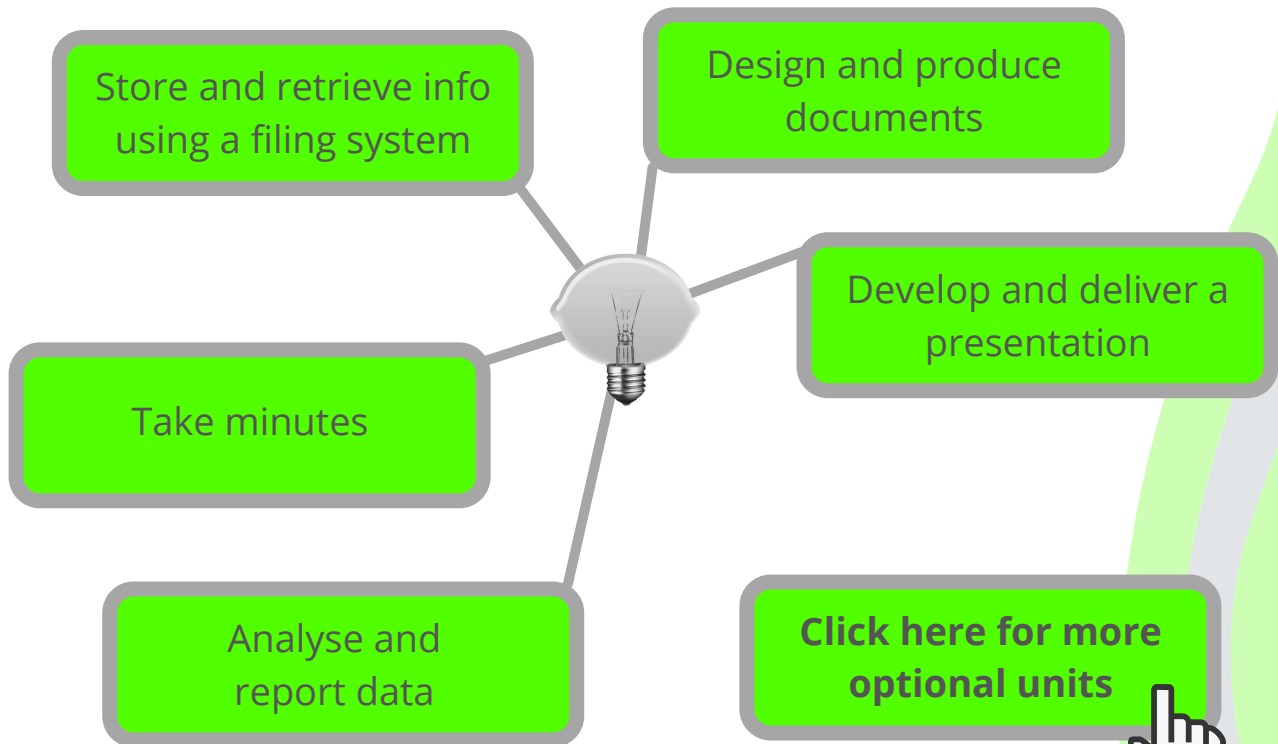 Store and retrieve info
using a filing system
Design and produce
documents
Develop and deliver a
presentation
Take minutes
Analyse and
report data
Click here for more
optional units